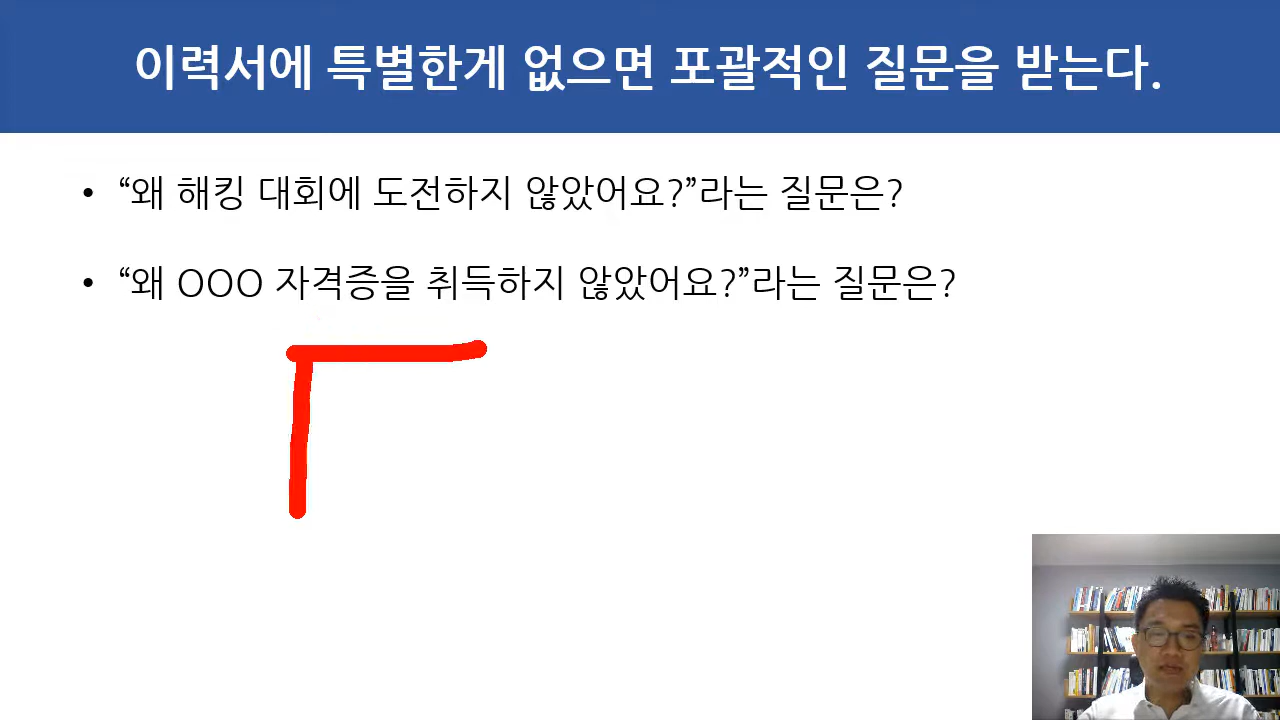 이력서에 특별한게 없으면 포괄적인 질문을 받는다.
• “왜 해킹 대회에 도전하지 않았어요?”라는 질문은?
• “왜 OOO 자격증을 취득하지 않았어요?”라는 질문은?